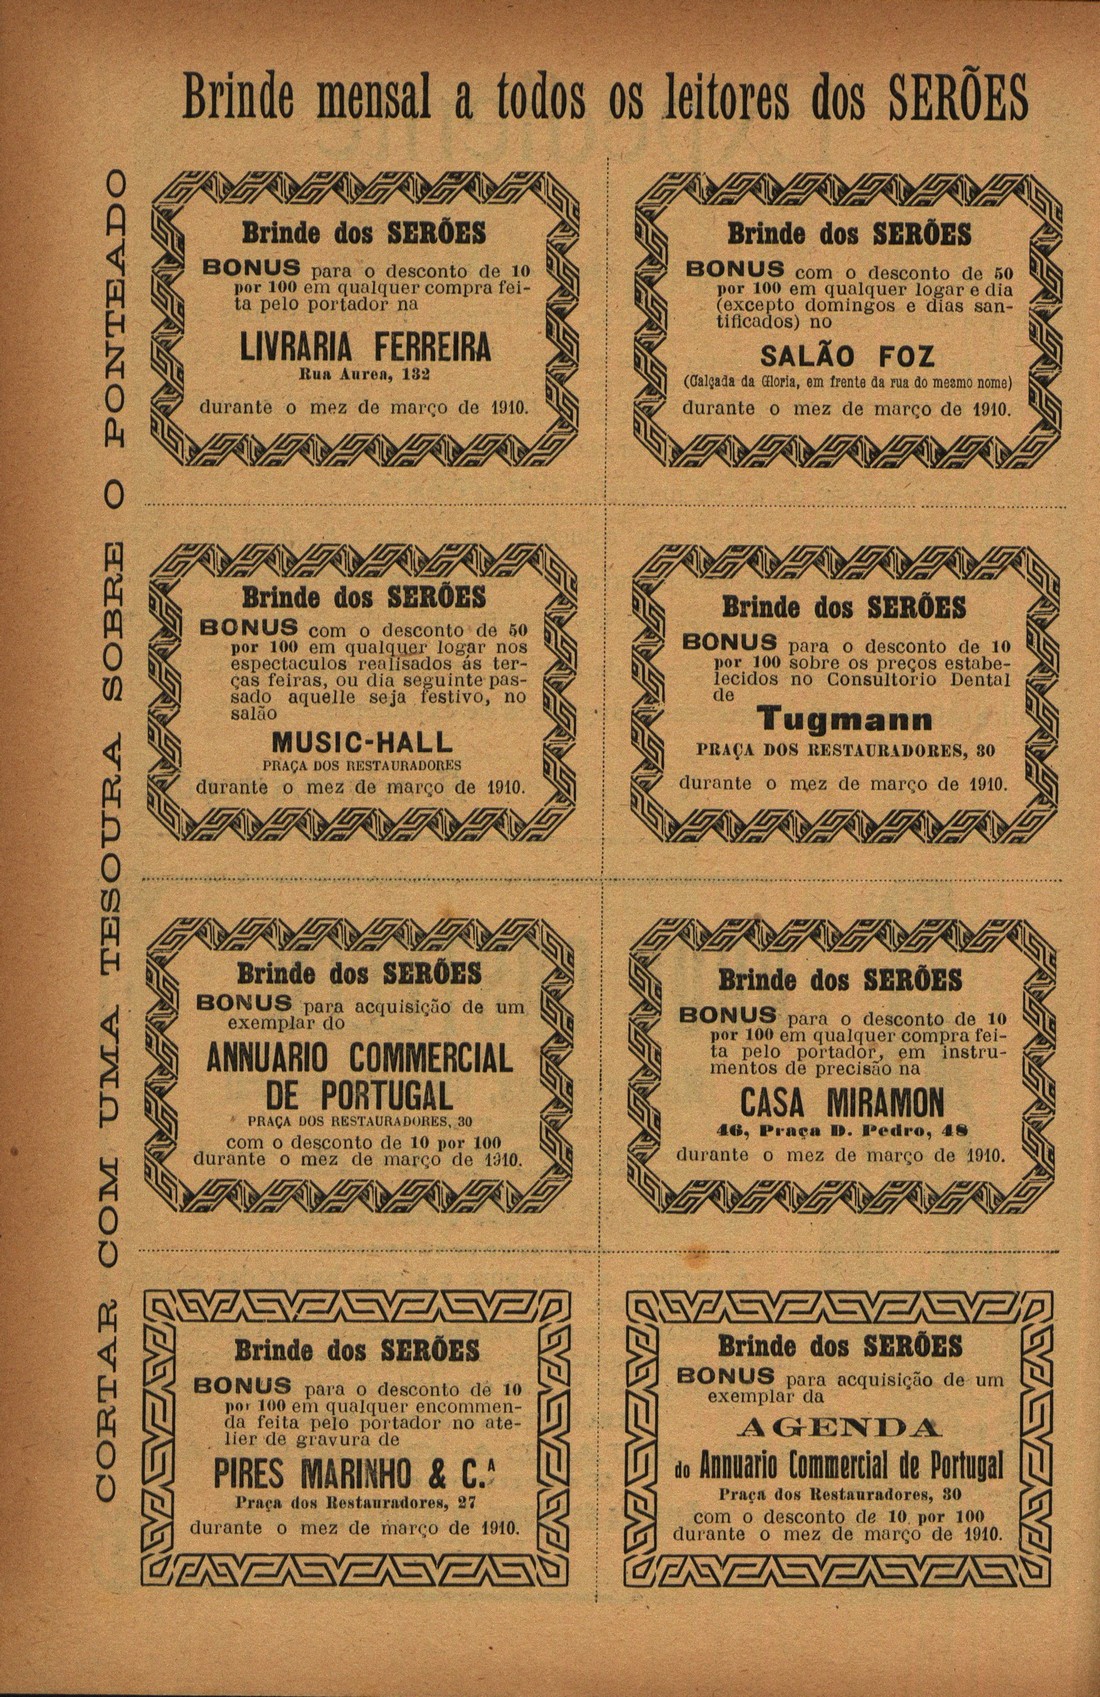 Brinde mensal a todos os leitores dos SERÕES
CORTAR COM UMA TESOURA SOBRE O PONTEADO
Brinde dos SERÕES
BONUS para o desconto de 10
por 100 em qualquer compra fei-
ta pelo portador na
LIVRARIA FERREIRA
Rua Aurea, 132
durante o mez de março de 1910.
Brinde dos SERÕES
BONUS com o desconto de 50
por 100 em qualquer logar e dia
(excepto domingos e dias san-
tificados) no
SALÃO FOZ
(Calçada da Gloria, em frente da rua do mesmo nome)
durante o mez de março de 1910.
Brinde dos SERÕES
BONUS com o desconto de 50
por 100 em qualquer logar nos
espectaculos realisados ás ter-
ças feiras, ou dia seguinte pas-
sado aquelle seja festivo, no
salão
MUSIC-HALL
PRAÇA DOS RESTAURADORES
durante o mez de março de 1910.
Brinde dos SERÕES
BONUS para o desconto de 10
por 100 sobre os preços estabe-
lecidos no Consultorio Dental
de
Tugmann
PRAÇA DOS RESTAURADORES, 30
durante o mez de março de 1910.
Brinde dos SERÕES
BONUS para acquisição de um
exemplar do
ANNUARIO COMMERCIAL
DE PORTUGAL
PRAÇA DOS RESTAURADORES, 30
com o desconto de 10 por 100
durante o mez de março de 1910.
Brinde dos SERÕES
BONUS para o desconto de 10
por 100 em qualquer compra fei-
ta pelo portador, em instru-
mentos de precisão na
CASA MIRAMON
46, Praça D. Pedro, 48
durante o mez de março de 1910.
Brinde dos SERÕES
BONUS para o desconto de 10
por 100 em qualquer encommen-
da feita pelo portador no ate-
lier de gravura de
PIRES MARINHO & C.ᴬ
Praça dos Restauradores, 27
durante o mez de março de 1910.
Brinde dos SERÕES
BONUS para acquisição de um
exemplar da
AGENDA
do Annuario Commercial de Portugal
Praça dos Restauradores, 30
com o desconto de 10 por 100
durante o mez de março de 1910.